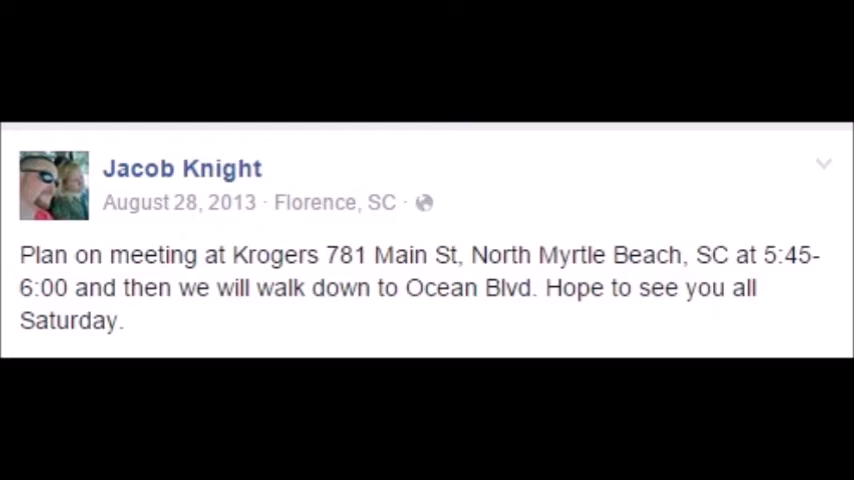 Jacob Knight
August 28, 2013 · Florence, SC ·
Plan on meeting at Krogers 781 Main St, North Myrtle Beach, SC at 5:45-
6:00 and then we will walk down to Ocean Blvd. Hope to see you all
Saturday.